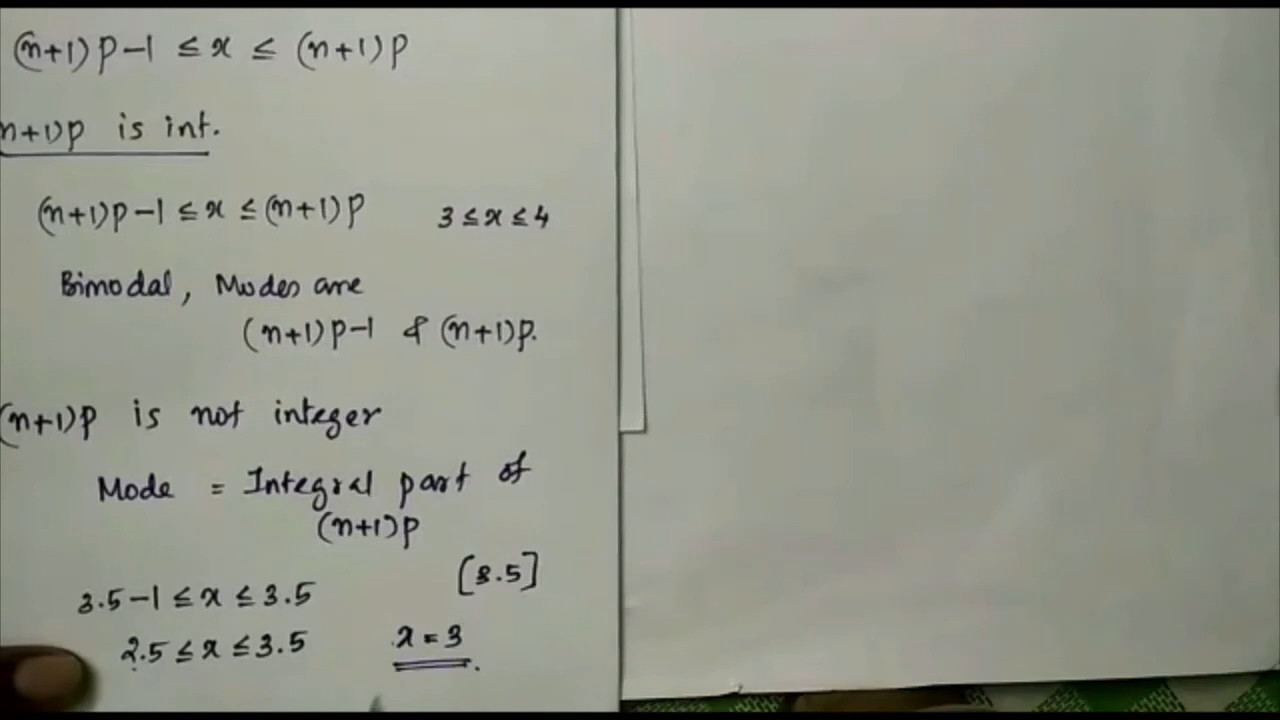 (n+1)p-1 ≤ x ≤ (n+1)p
n+1)p is int.
(n+1)p-1 ≤ x ≤ (n+1)p 3 ≤ x ≤ 4
Bimodal, Modes are
(n+1)p-1 & (n+1)p.
(n+1)p is not integer
Mode = Integral part of
(n+1)p
[3.5]
3.5-1 ≤ x ≤ 3.5
2.5 ≤ x ≤ 3.5 x = 3.